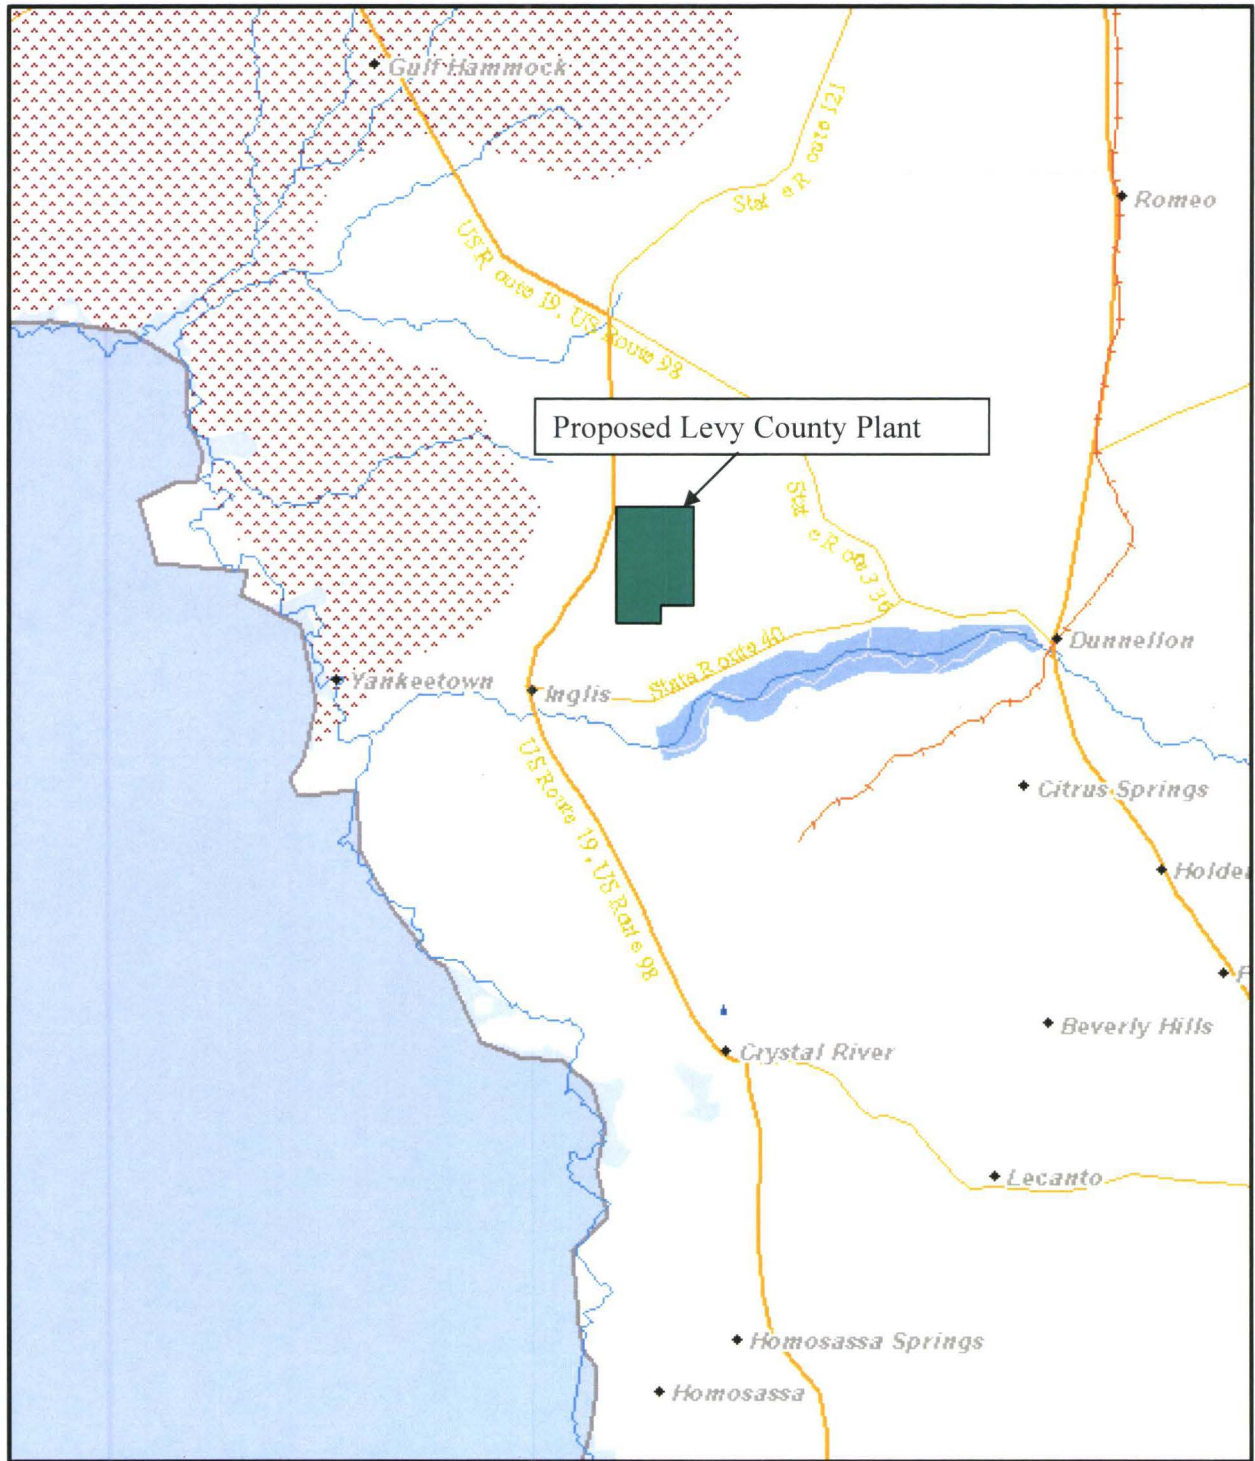 Gulf Hammock
State Route 121
Romeo
US Route 19, US Route 98
Proposed Levy County Plant
State Route 336
State Route 40
Dunnellon
Yankeetown
Inglis
US Route 19, US Route 98
Citrus Springs
Holde
F
Beverly Hills
Crystal River
Lecanto
Homosassa Springs
Homosassa